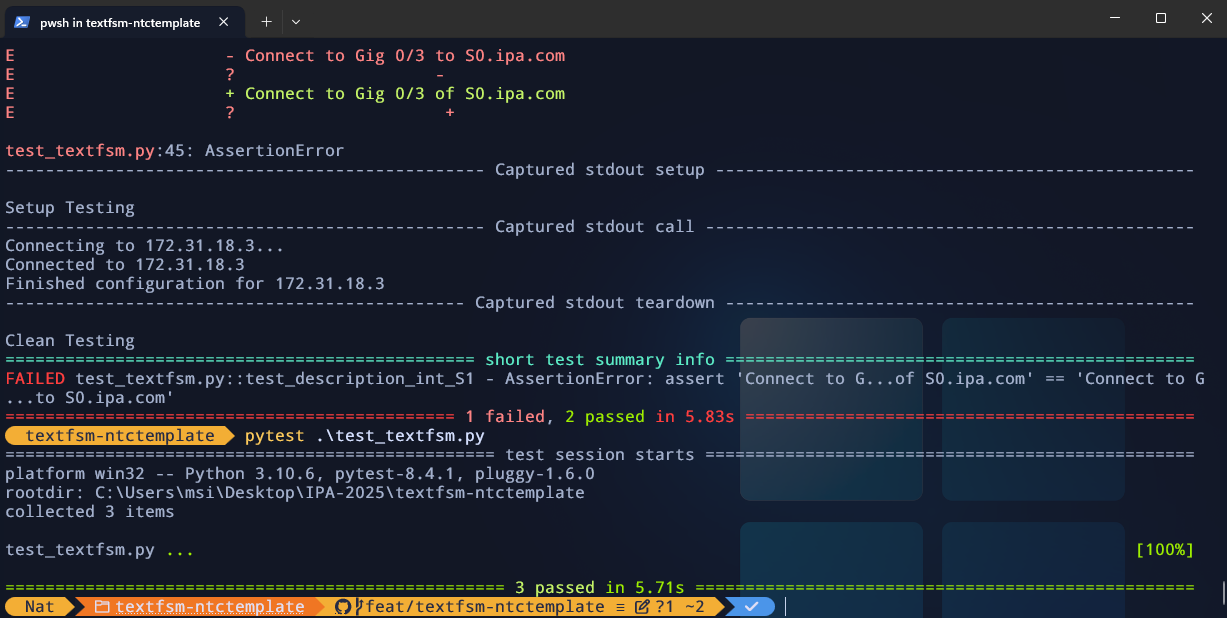 pwsh in textfsm-ntctemplate
E                     - Connect to Gig 0/3 to S0.ipa.com
E                     ?                    -
E                     + Connect to Gig 0/3 of S0.ipa.com
E                     ?                     +
test_textfsm.py:45: AssertionError
------------------------------------------------ Captured stdout setup ------------------------------------------------
Setup Testing
------------------------------------------------ Captured stdout call -------------------------------------------------
Connecting to 172.31.18.3...
Connected to 172.31.18.3
Finished configuration for 172.31.18.3
---------------------------------------------- Captured stdout teardown -----------------------------------------------
Clean Testing
=============================================== short test summary info ===============================================
FAILED test_textfsm.py::test_description_int_S1 - AssertionError: assert 'Connect to G...of S0.ipa.com' == 'Connect to G
...to S0.ipa.com'
============================================= 1 failed, 2 passed in 5.83s =============================================
textfsm-ntctemplate pytest .\test_textfsm.py
================================================= test session starts =================================================
platform win32 -- Python 3.10.6, pytest-8.4.1, pluggy-1.6.0
rootdir: C:\Users\msi\Desktop\IPA-2025\textfsm-ntctemplate
collected 3 items
test_textfsm.py ... [100%]
================================================== 3 passed in 5.71s ==================================================
Nat textfsm-ntctemplate feat/textfsm-ntctemplate ≡ ?1 ~2